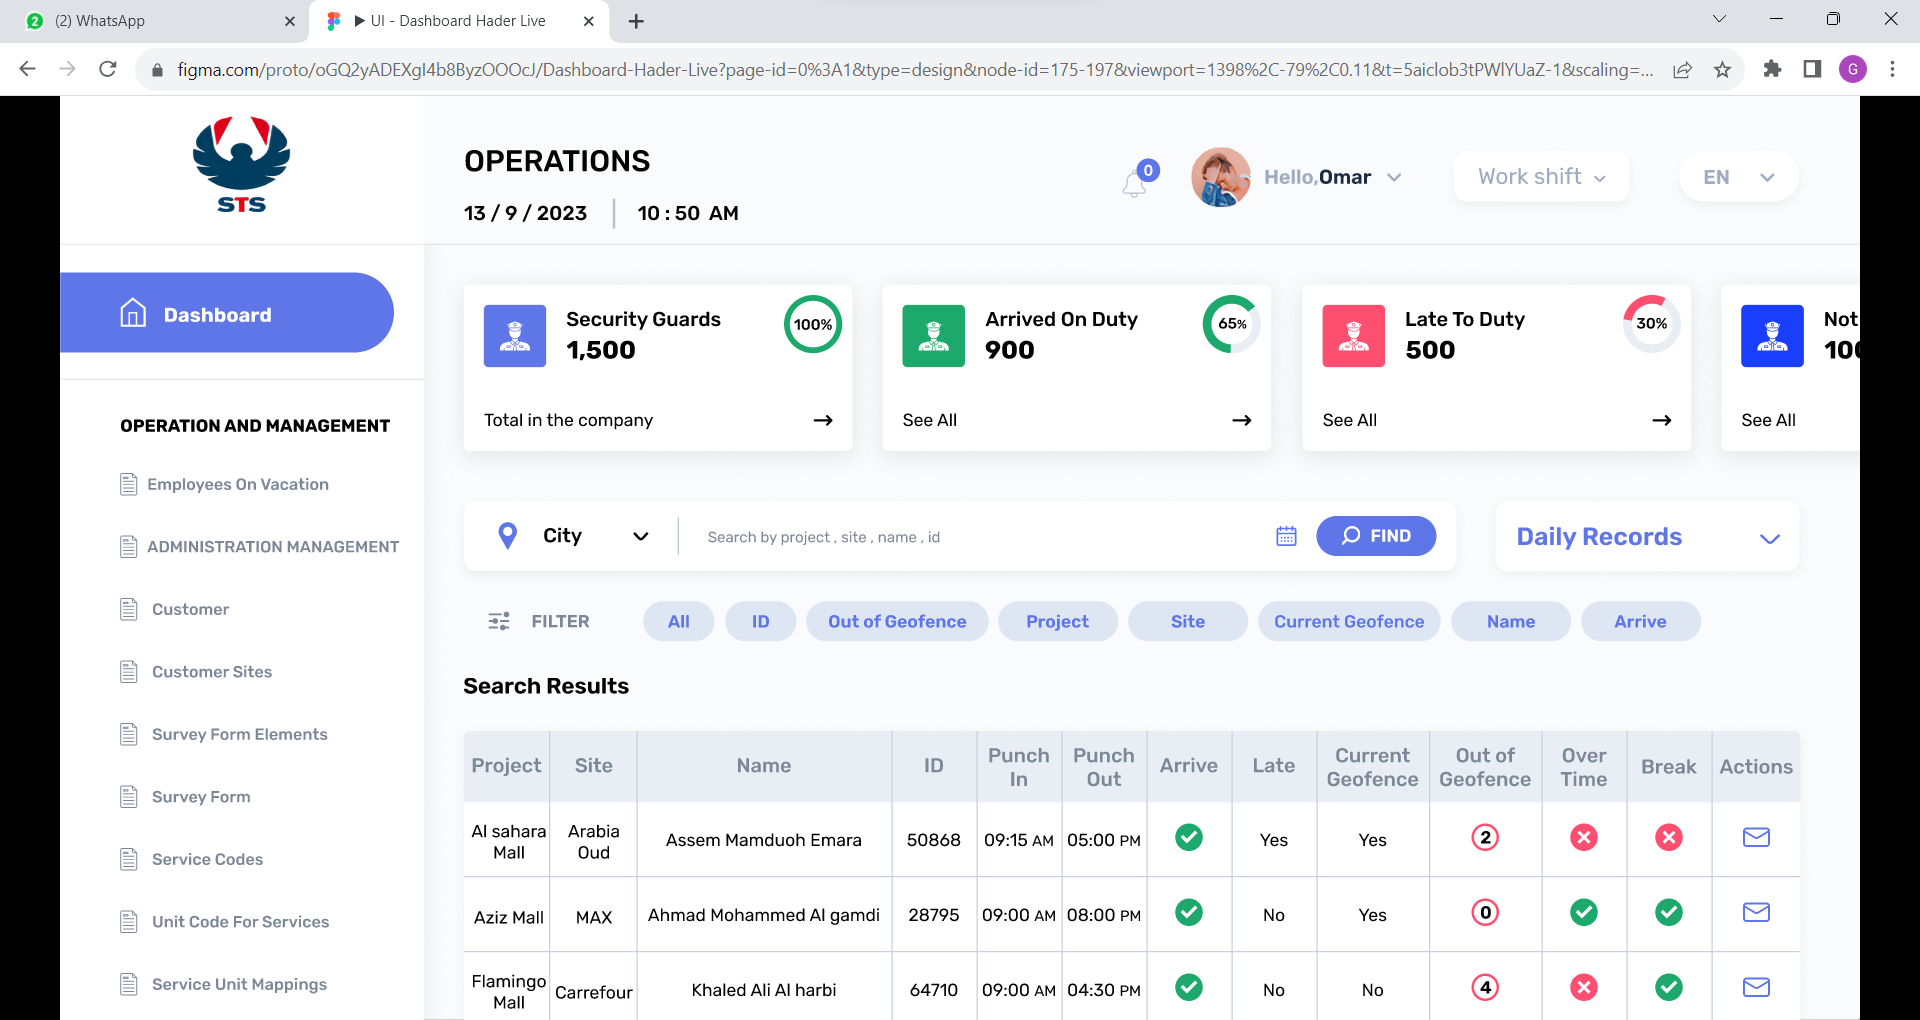 2
(2) WhatsApp
▶ UI - Dashboard Hader Live
figma.com/proto/oGQ2yADEXgI4b8ByzOOOcJ/Dashboard-Hader-Live?page-id=0%3A1&type=design&node-id=175-197&viewport=1398%2C-79%2C0.11&t=5aiclob3tPWlYUaZ-1&scaling=...
G
STS
OPERATIONS
13 / 9 / 2023
10 : 50 AM
0
Hello,Omar
Work shift
EN
Dashboard
OPERATION AND MANAGEMENT
Employees On Vacation
ADMINISTRATION MANAGEMENT
Customer
Customer Sites
Survey Form Elements
Survey Form
Service Codes
Unit Code For Services
Service Unit Mappings
Security Guards
1,500
100%
Total in the company
Arrived On Duty
900
65%
See All
Late To Duty
500
30%
See All
Not
100
See All
City
Search by project , site , name , id
FIND
Daily Records
FILTER
All
ID
Out of Geofence
Project
Site
Current Geofence
Name
Arrive
Search Results
Project Site Name ID Punch In Punch Out Arrive Late Current Geofence Out of Geofence Over Time Break Actions
Al sahara Mall Arabia Oud Assem Mamduoh Emara 50868 09:15 AM 05:00 PM Yes Yes 2
Aziz Mall MAX Ahmad Mohammed Al gamdi 28795 09:00 AM 08:00 PM No Yes 0
Flamingo Mall Carrefour Khaled Ali Al harbi 64710 09:00 AM 04:30 PM No No 4